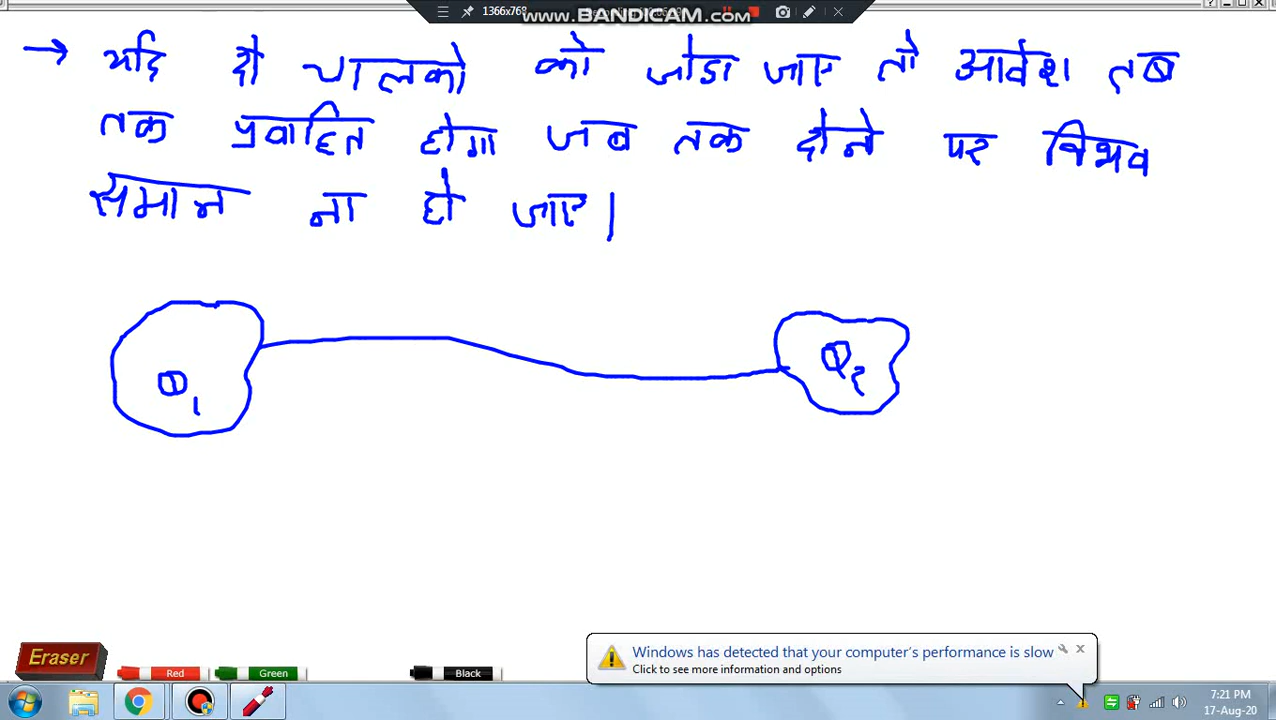 1366x768
www.BANDICAM.com
→ यदि दो चालको को जोडा जाए तो आवेश तब
तक प्रवाहित होगा जब तक दोनो पर विभव
समान ना हो जाए।
Q1
Q2
Windows has detected that your computer's performance is slow
Click to see more information and options
Eraser
Red
Green
Black
7:21 PM
17-Aug-20